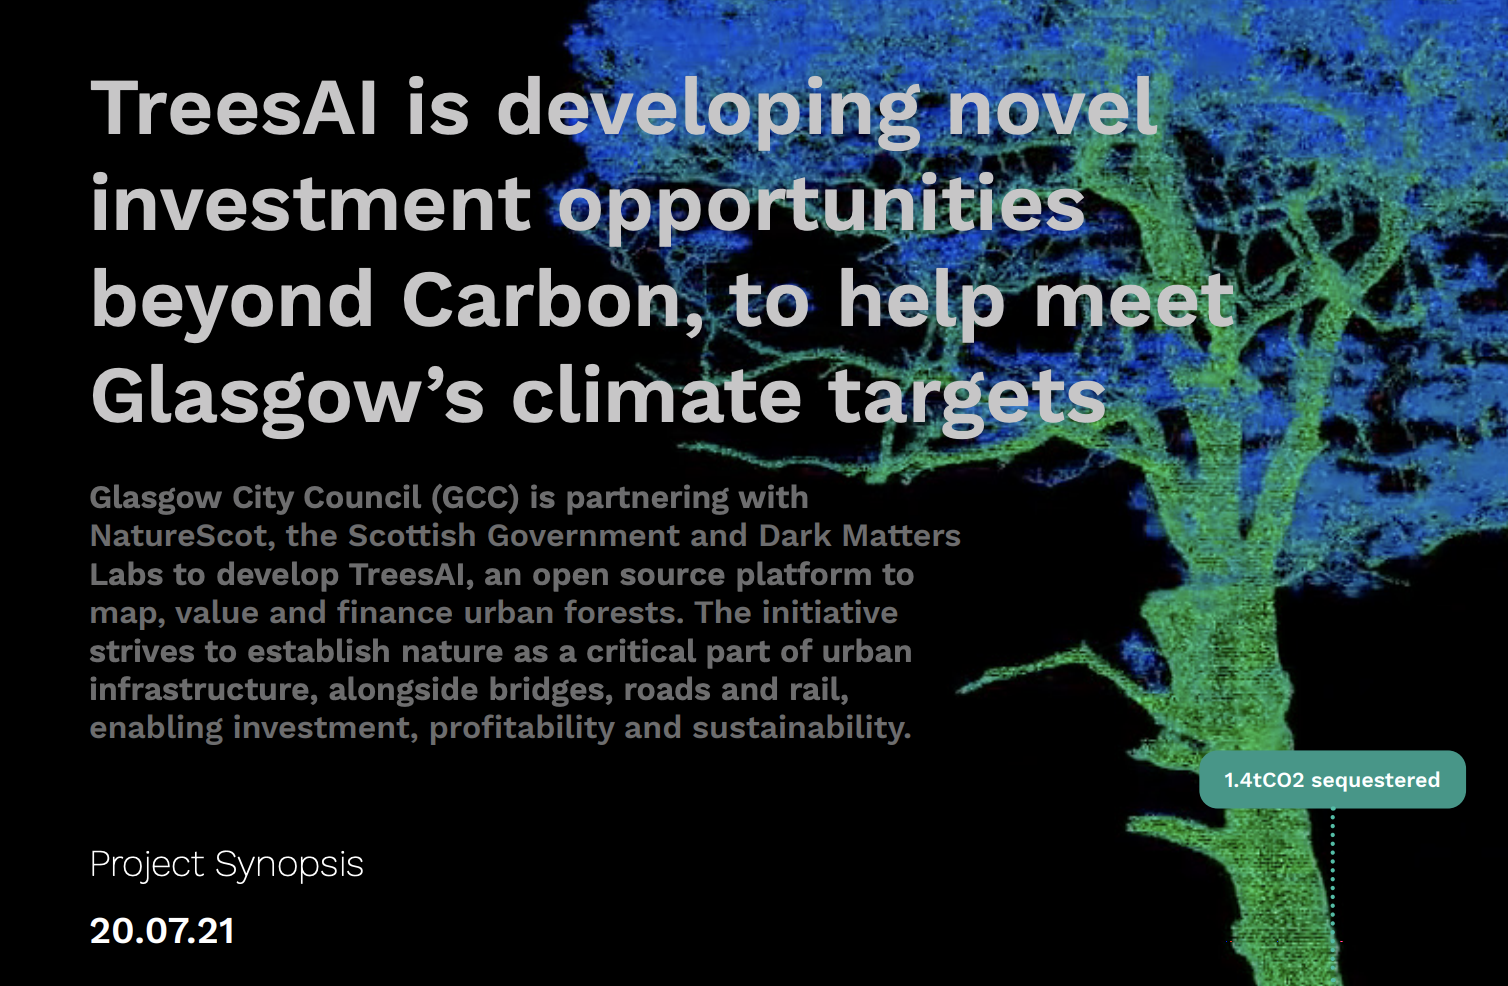 TreesAI is developing novel
investment opportunities
beyond Carbon, to help meet
Glasgow’s climate targets
Glasgow City Council (GCC) is partnering with
NatureScot, the Scottish Government and Dark Matters
Labs to develop TreesAI, an open source platform to
map, value and finance urban forests. The initiative
strives to establish nature as a critical part of urban
infrastructure, alongside bridges, roads and rail,
enabling investment, profitability and sustainability.
1.4tCO2 sequestered
Project Synopsis
20.07.21